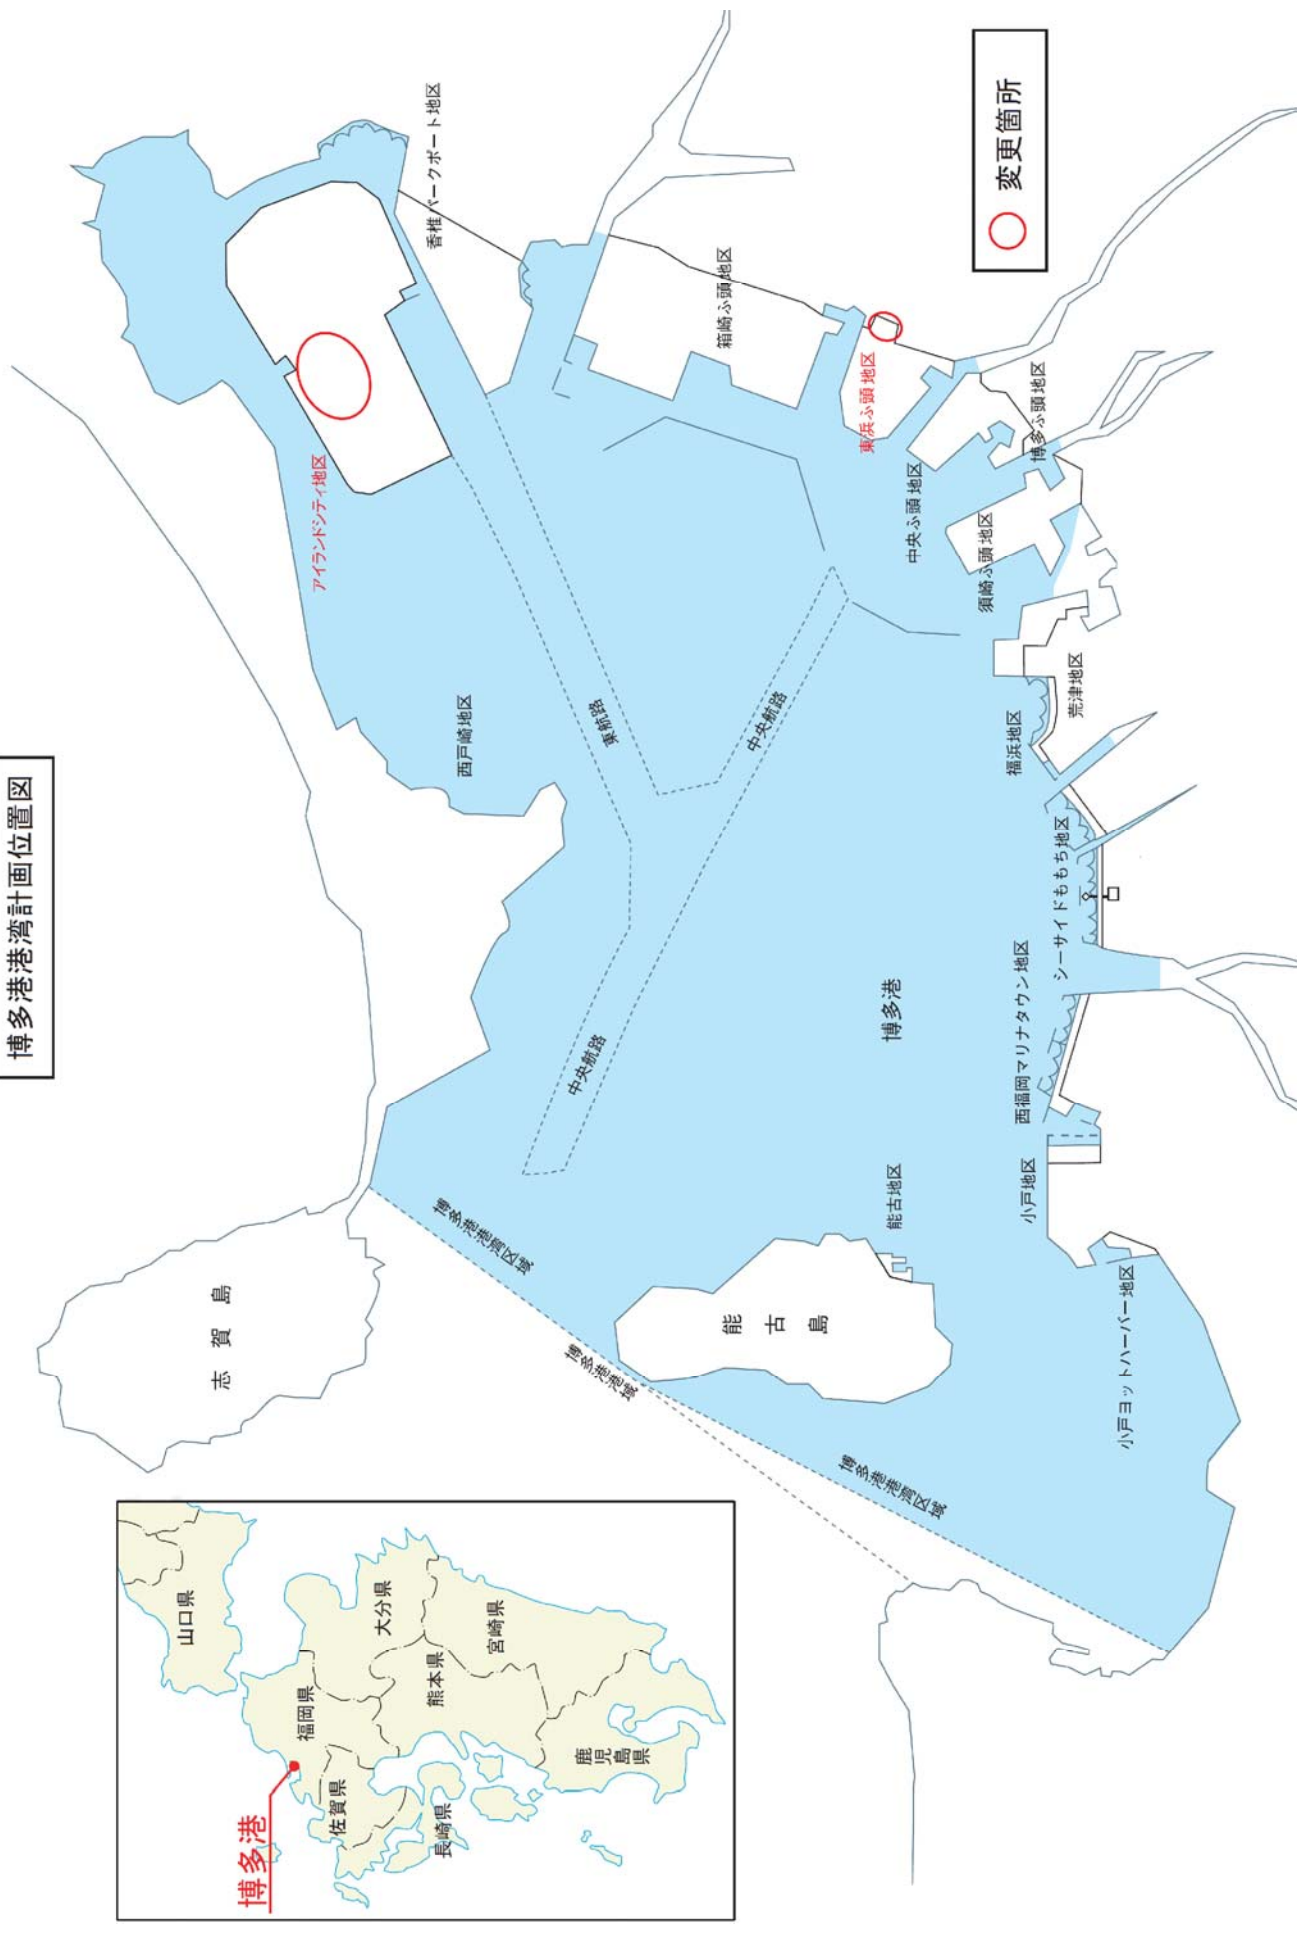 博多港港湾計画位置図
変更箇所
香椎パークポート地区
アイランドシティ地区
箱崎ふ頭地区
東浜ふ頭地区
中央ふ頭地区
博多ふ頭地区
須崎ふ頭地区
荒津地区
福浜地区
シーサイドももち地区
西福岡マリナタウン地区
小戸地区
小戸ヨットハーバー地区
能古地区
西戸崎地区
東航路
中央航路
中央航路
博多港
博多港港湾区域
博多港港域
博多港港湾区域
志賀島
能古島
博多港
山口県
福岡県
佐賀県
長崎県
大分県
熊本県
宮崎県
鹿児島県